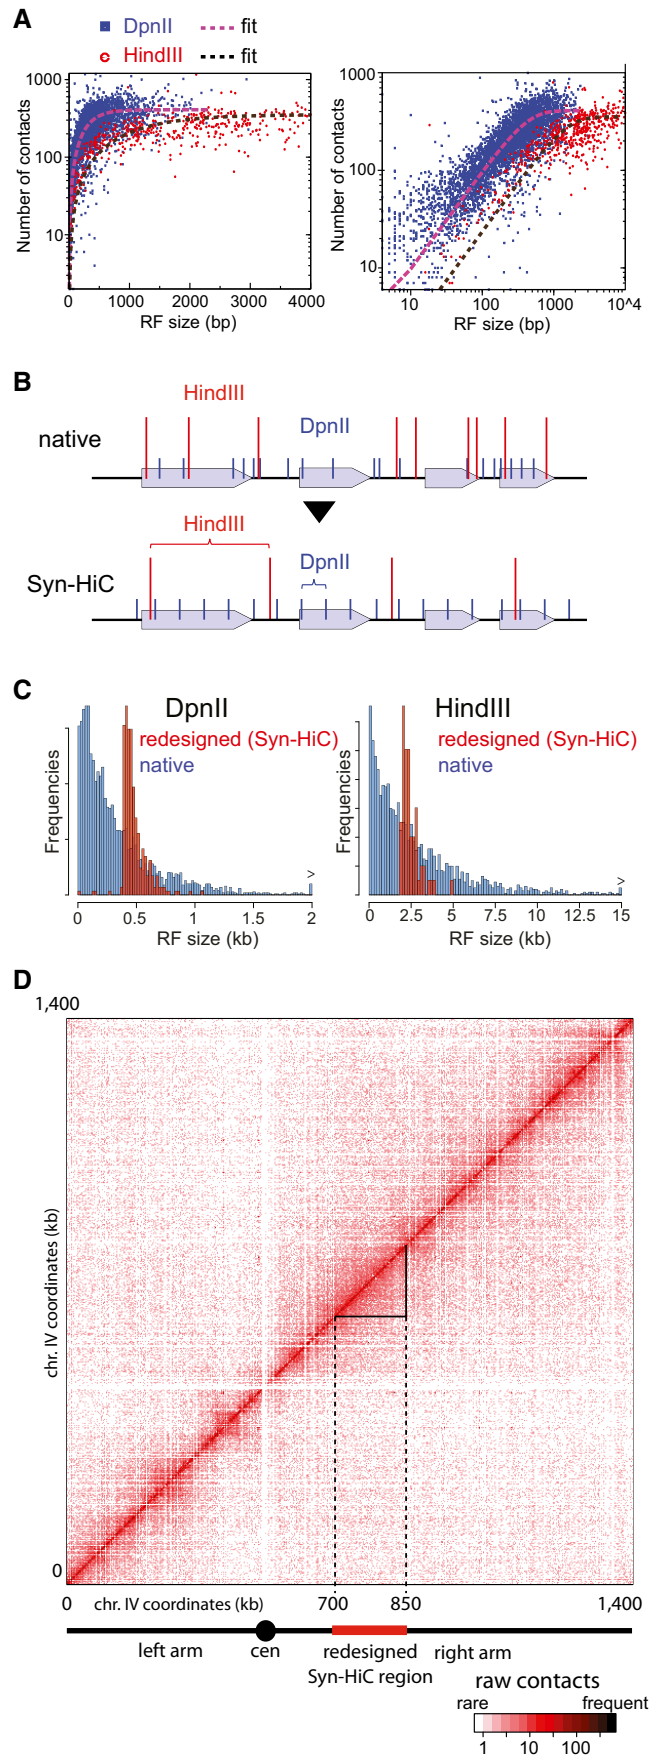 A
DpnII fit
HindIII fit
1000
100
10
Number of contacts
0 1000 2000 3000 4000
RF size (bp)
1000
100
10
Number of contacts
10 100 1000 10^4
RF size (bp)
B
HindIII
native
DpnII
HindIII
Syn-HiC
DpnII
C
DpnII
redesigned (Syn-HiC)
native
Frequencies
>
0 0.5 1 1.5 2
RF size (kb)
HindIII
redesigned (Syn-HiC)
native
Frequencies
>
0 2.5 5 7.5 10 12.5 15
RF size (kb)
D
1,400
chr. IV coordinates (kb)
0
0 chr. IV coordinates (kb) 700 850 1,400
left arm cen redesigned right arm
Syn-HiC region
raw contacts
rare frequent
1 10 100